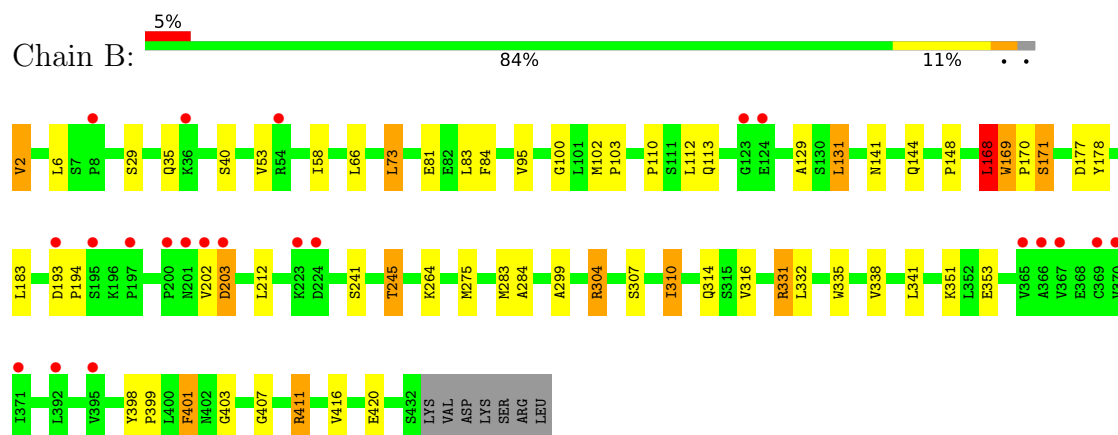 5%
Chain B:
84% 11% • •
V2 L6 S7 P8 S29 Q35 K36 S40 V53 R54 I58 L66 L73 E81 E82 L83 F84 V95 G100 L101 M102 P103 P110 S111 L112 Q113 G123 E124 A129 S130 L131 N141 Q144 P148 L168 W169 P170 S171 D177 Y178
L183 D193 P194 S195 K196 P197 P200 N201 V202 D203 L212 K223 D224 S241 T245 K264 M275 M283 A284 A299 R304 S307 I310 Q314 S315 V316 R331 L332 W335 V338 L341 K351 L352 E353 V365 A366 V367 E368 C369 V370
I371 L392 V395 Y398 P399 L400 F401 N402 G403 G407 R411 V416 E420 S432 LYS VAL ASP LYS SER ARG LEU